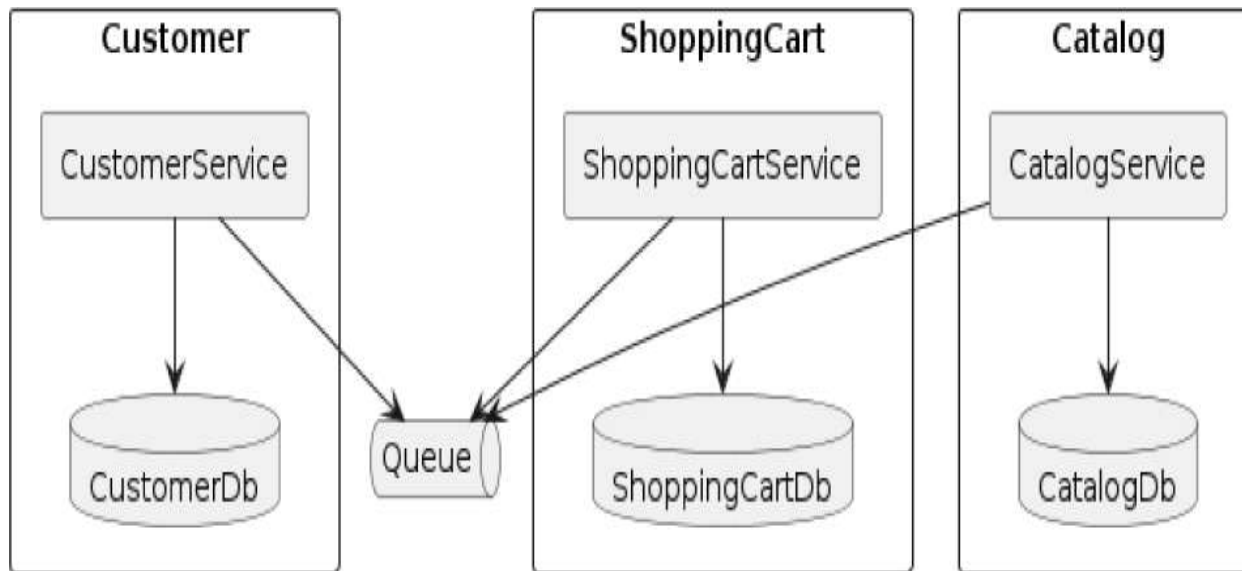 Customer
ShoppingCart
Catalog
CustomerService
ShoppingCartService
CatalogService
CustomerDb
Queue
ShoppingCartDb
CatalogDb